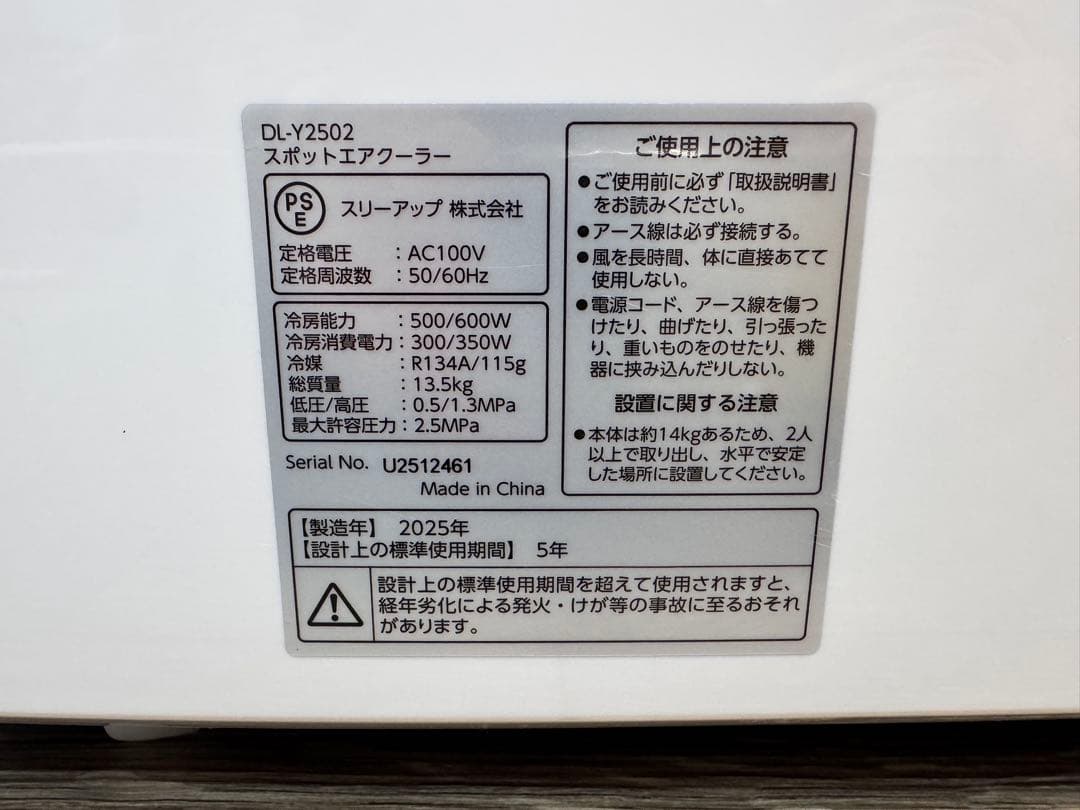 DL-Y2502
スポットエアクーラー
PS
E
スリーアップ 株式会社
定格電圧 : AC100V
定格周波数 : 50/60Hz
冷房能力 : 500/600W
冷房消費電力 : 300/350W
冷媒 : R134A/115g
総質量 : 13.5kg
低圧/高圧 : 0.5/1.3MPa
最大許容圧力 : 2.5MPa
Serial No. U2512461
Made in China
ご使用上の注意
●ご使用前に必ず「取扱説明書」
をお読みください。
●アース線は必ず接続する。
●風を長時間、体に直接あてて
使用しない。
●電源コード、アース線を傷つ
けたり、曲げたり、引っ張った
り、重いものをのせたり、機
器に挟み込んだりしない。
設置に関する注意
●本体は約14kgあるため、2人
以上で取り出し、水平で安定
した場所に設置してください。
【製造年】 2025年
【設計上の標準使用期間】 5年
設計上の標準使用期間を超えて使用されますと、
経年劣化による発火・けが等の事故に至るおそれ
があります。